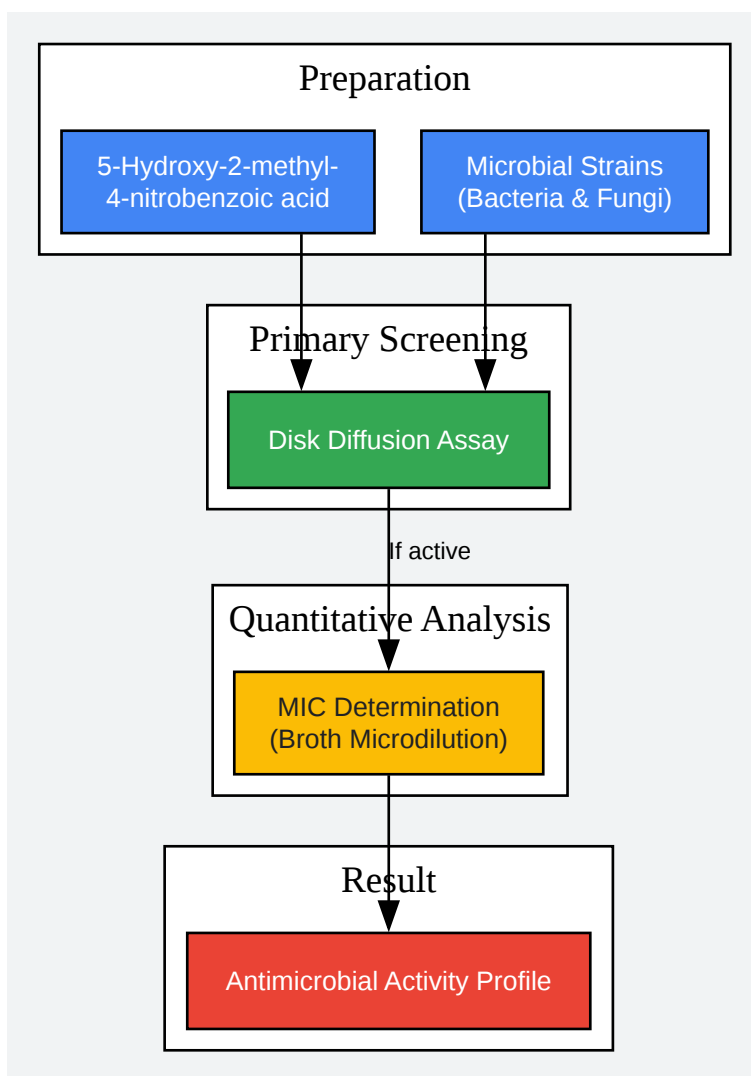 Preparation
5-Hydroxy-2-methyl-
4-nitrobenzoic acid
Microbial Strains
(Bacteria & Fungi)
Primary Screening
Disk Diffusion Assay
If active
Quantitative Analysis
MIC Determination
(Broth Microdilution)
Result
Antimicrobial Activity Profile